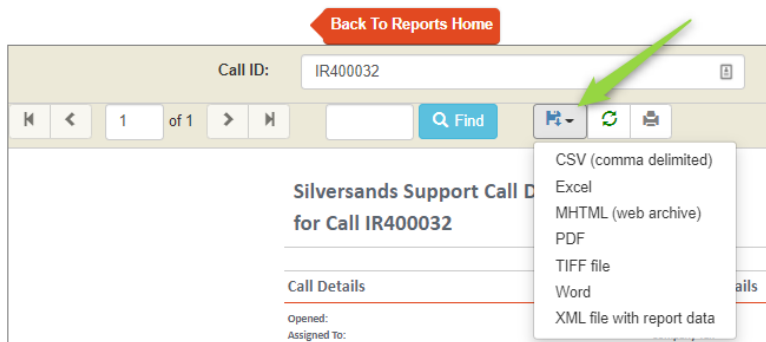 Back To Reports Home
Call ID: IR400032
1 of 1 Find
CSV (comma delimited)
Excel
MHTML (web archive)
PDF
TIFF file
Word
XML file with report data
Silversands Support Call D
for Call IR400032
Call Details ails
Opened:
Assigned To: